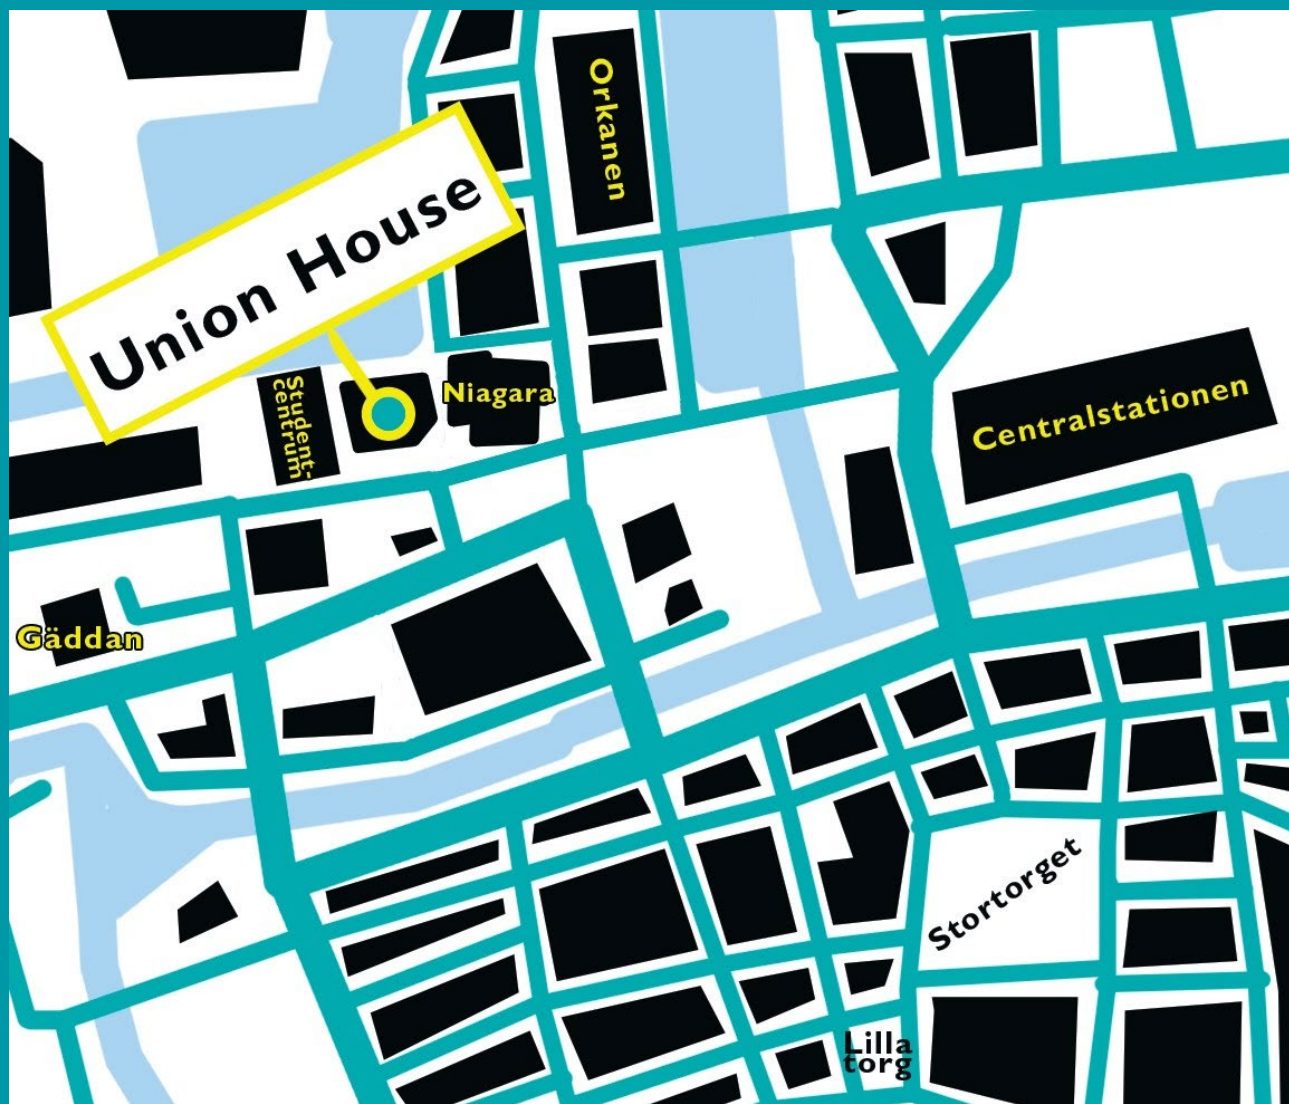 Orkanen
Union House
Student-
centrum
Niagara
Centralstationen
Gäddan
Stortorget
Lilla
torg